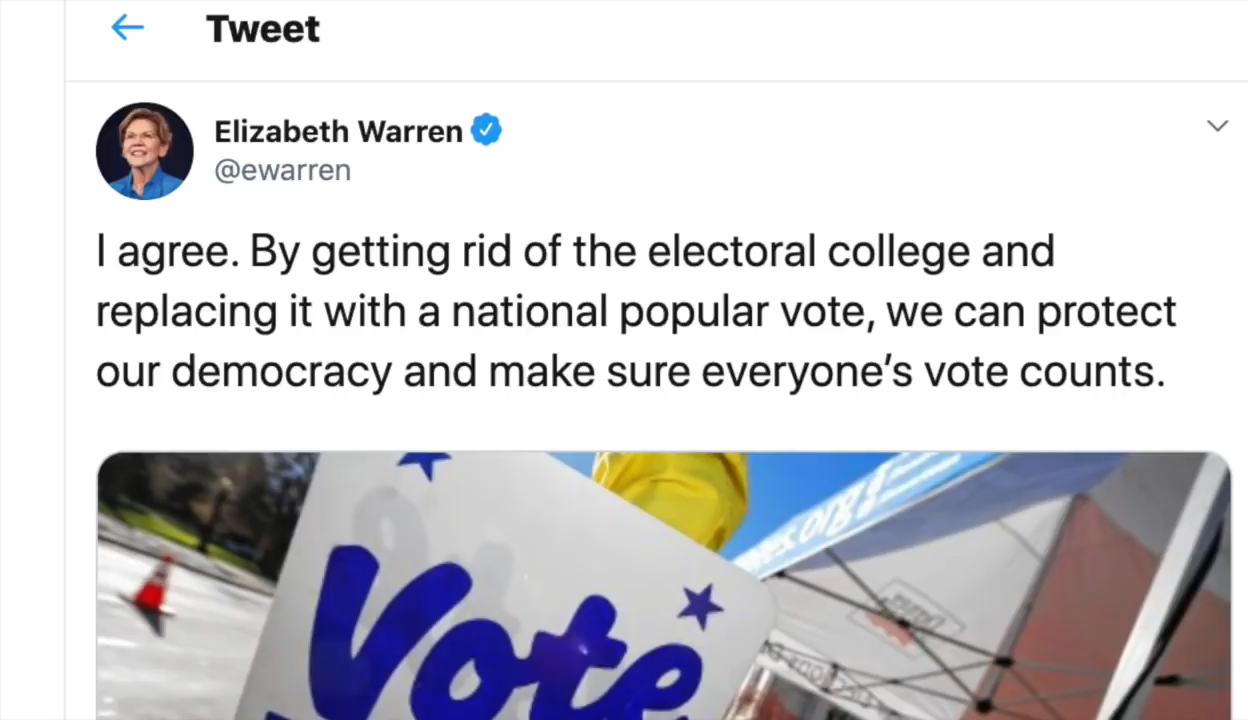 Tweet
Elizabeth Warren
@ewarren
I agree. By getting rid of the electoral college and
replacing it with a national popular vote, we can protect
our democracy and make sure everyone’s vote counts.
Vote